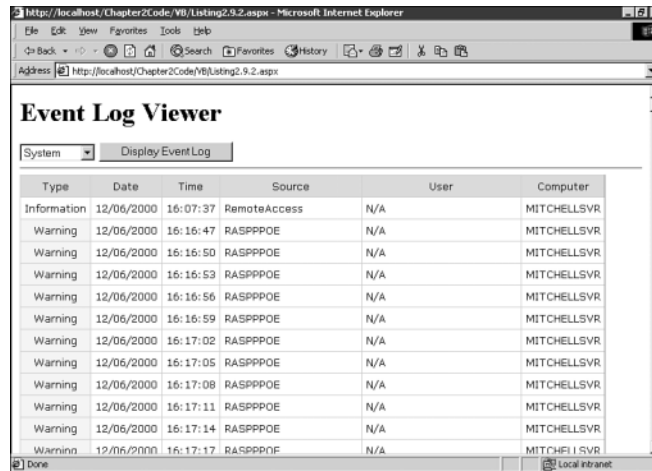 http://localhost/Chapter2Code/VB/Listing2.9.2.aspx - Microsoft Internet Explorer
File Edit View Favorites Tools Help
Back Search Favorites History
Address http://localhost/Chapter2Code/VB/Listing2.9.2.aspx
Event Log Viewer
System Display Event Log
Type Date Time Source User Computer
Information 12/06/2000 16:07:37 RemoteAccess N/A MITCHELLSVR
Warning 12/06/2000 16:16:47 RASPPPOE N/A MITCHELLSVR
Warning 12/06/2000 16:16:50 RASPPPOE N/A MITCHELLSVR
Warning 12/06/2000 16:16:53 RASPPPOE N/A MITCHELLSVR
Warning 12/06/2000 16:16:56 RASPPPOE N/A MITCHELLSVR
Warning 12/06/2000 16:16:59 RASPPPOE N/A MITCHELLSVR
Warning 12/06/2000 16:17:02 RASPPPOE N/A MITCHELLSVR
Warning 12/06/2000 16:17:05 RASPPPOE N/A MITCHELLSVR
Warning 12/06/2000 16:17:08 RASPPPOE N/A MITCHELLSVR
Warning 12/06/2000 16:17:11 RASPPPOE N/A MITCHELLSVR
Warning 12/06/2000 16:17:14 RASPPPOE N/A MITCHELLSVR
Warning 12/06/2000 16:17:17 RASPPPOE N/A MITCHELLSVR
Done Local intranet